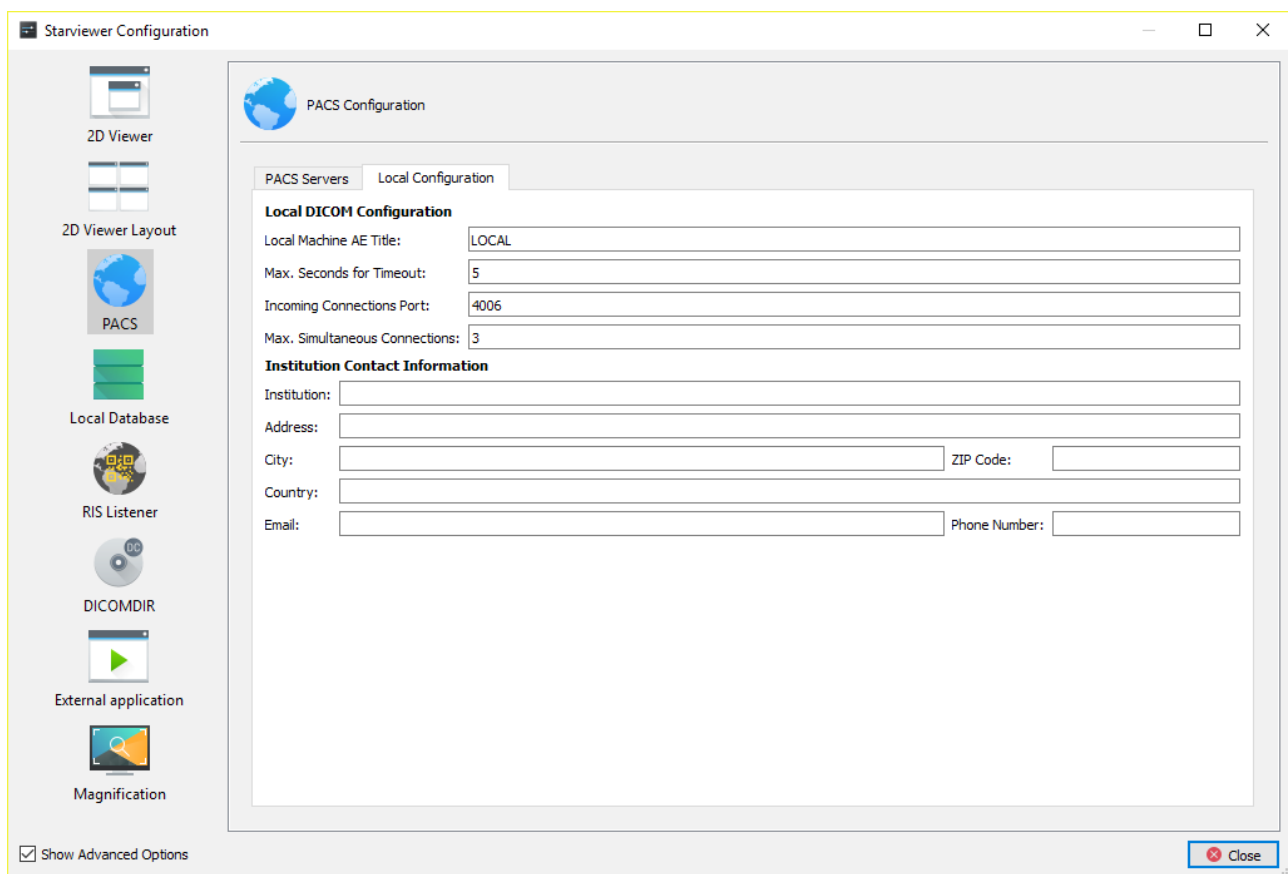 Starviewer Configuration
2D Viewer
2D Viewer Layout
PACS
Local Database
RIS Listener
DC
DICOMDIR
External application
Magnification
PACS Configuration
PACS Servers Local Configuration
Local DICOM Configuration
Local Machine AE Title: LOCAL
Max. Seconds for Timeout: 5
Incoming Connections Port: 4006
Max. Simultaneous Connections: 3
Institution Contact Information
Institution:
Address:
City: ZIP Code:
Country:
Email: Phone Number:
Show Advanced Options Close